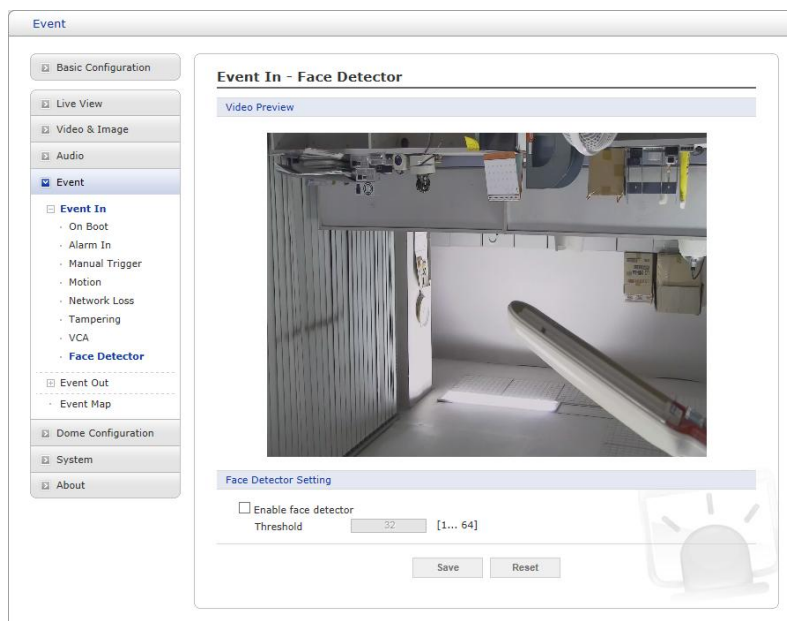 Event
Basic Configuration
Live View
Video & Image
Audio
Event
Event In
On Boot
Alarm In
Manual Trigger
Motion
Network Loss
Tampering
VCA
Face Detector
Event Out
Event Map
Dome Configuration
System
About
Event In - Face Detector
Video Preview
Face Detector Setting
Enable face detector
Threshold 32 [1... 64]
Save Reset